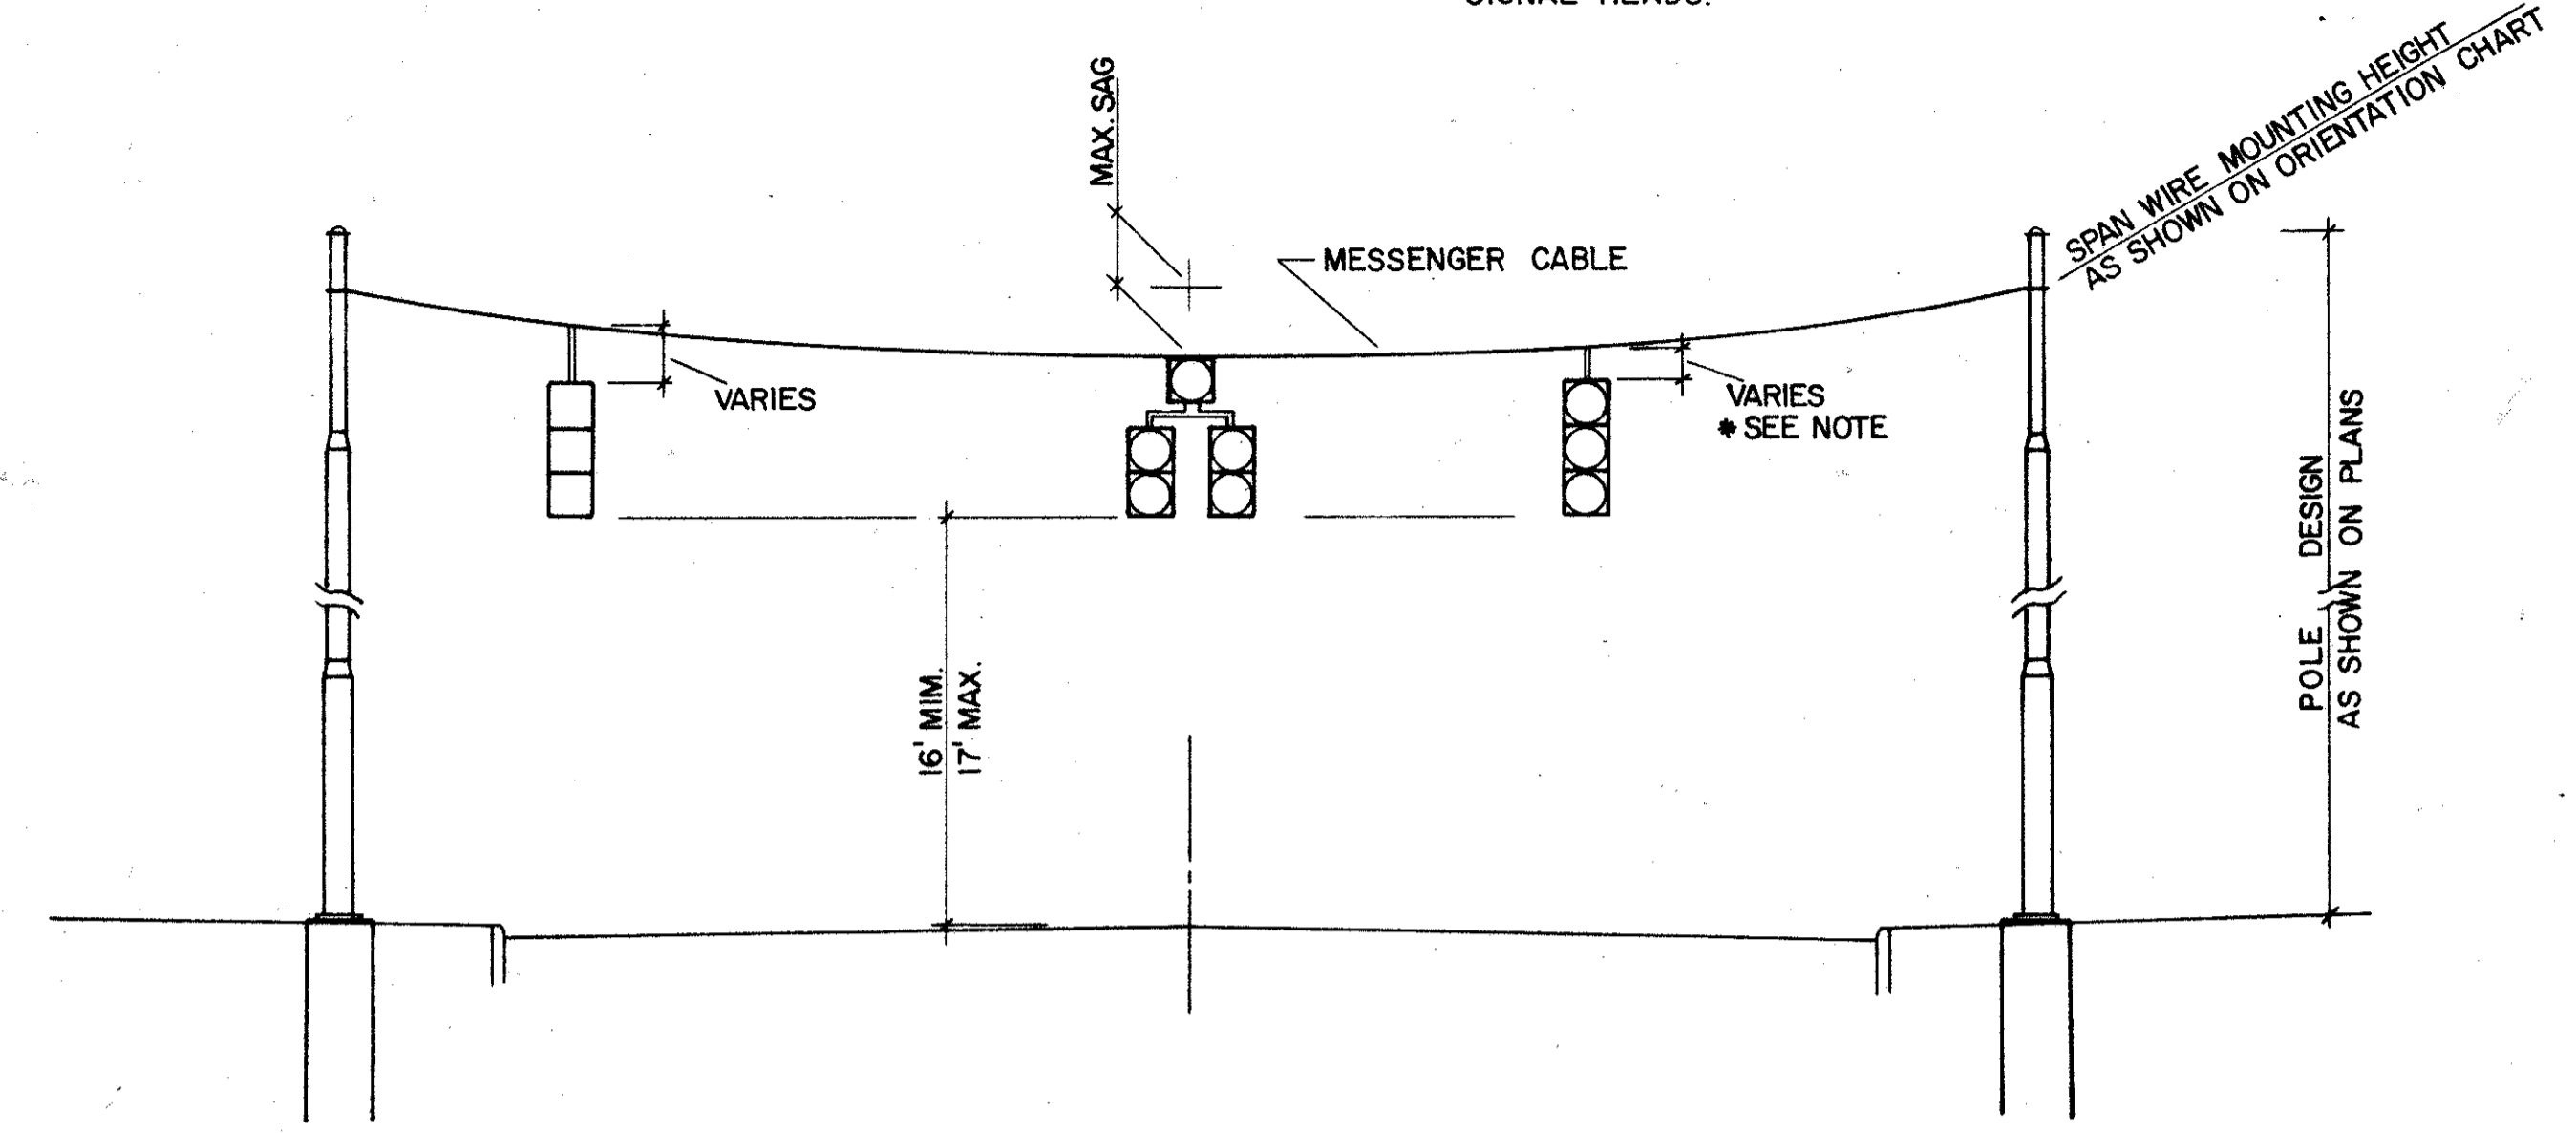 SIGNAL HEADS.
MAX. SAG
MESSENGER CABLE
SPAN WIRE MOUNTING HEIGHT
AS SHOWN ON ORIENTATION CHART
VARIES
VARIES
* SEE NOTE
16' MIM.
17' MAX.
POLE DESIGN
AS SHOWN ON PLANS